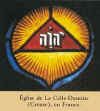 יהוה
Église de La Celle-Dunoise
(Creuse), en France